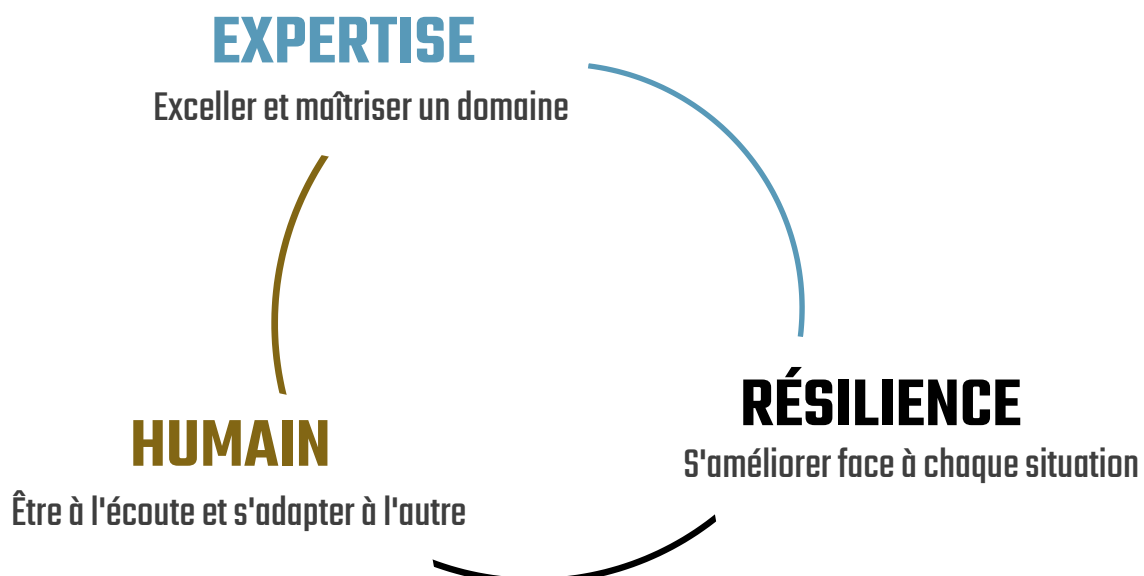 EXPERTISE
Exceller et maîtriser un domaine
RÉSILIENCE
S'améliorer face à chaque situation
HUMAIN
Être à l'écoute et s'adapter à l'autre